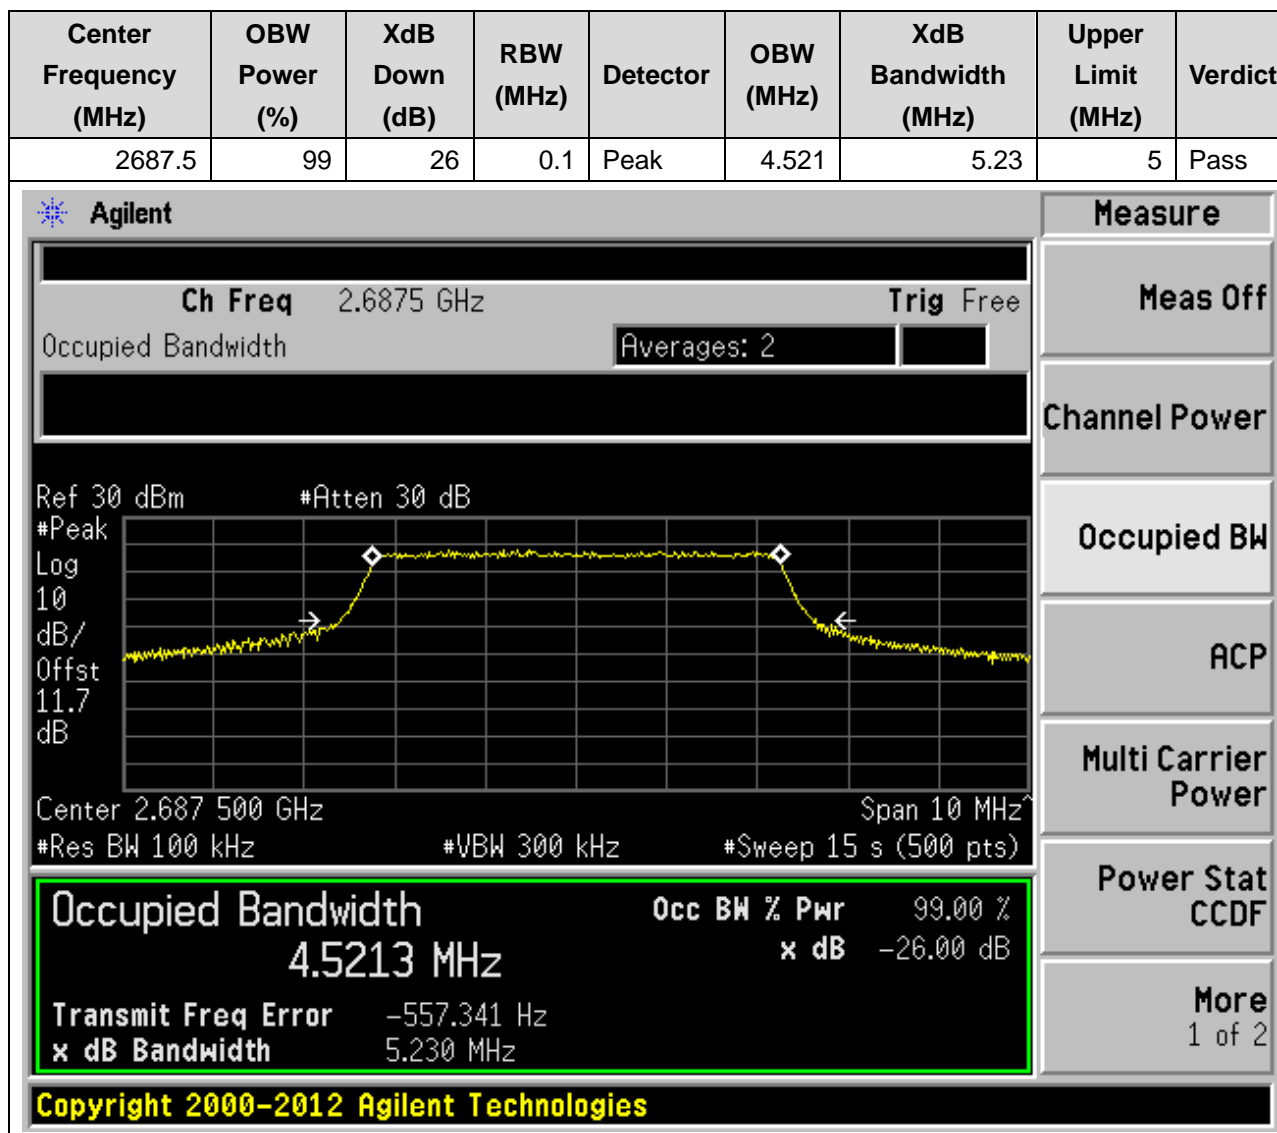 Center Frequency (MHz) OBW Power (%) XdB Down (dB) RBW (MHz) Detector OBW (MHz) XdB Bandwidth (MHz) Upper Limit (MHz) Verdict
2687.5 99 26 0.1 Peak 4.521 5.23 5 Pass
Agilent
Measure
Ch Freq 2.6875 GHz Trig Free
Meas Off
Occupied Bandwidth Averages: 2
Channel Power
Ref 30 dBm #Atten 30 dB
#Peak
Log
10
dB/
Offst
11.7
dB
Occupied BW
ACP
Multi Carrier
Power
Center 2.687 500 GHz Span 10 MHz^
#Res BW 100 kHz #VBW 300 kHz #Sweep 15 s (500 pts)
Power Stat
CCDF
Occupied Bandwidth Occ BW % Pwr 99.00 %
4.5213 MHz x dB -26.00 dB
Transmit Freq Error -557.341 Hz
x dB Bandwidth 5.230 MHz
More
1 of 2
Copyright 2000-2012 Agilent Technologies